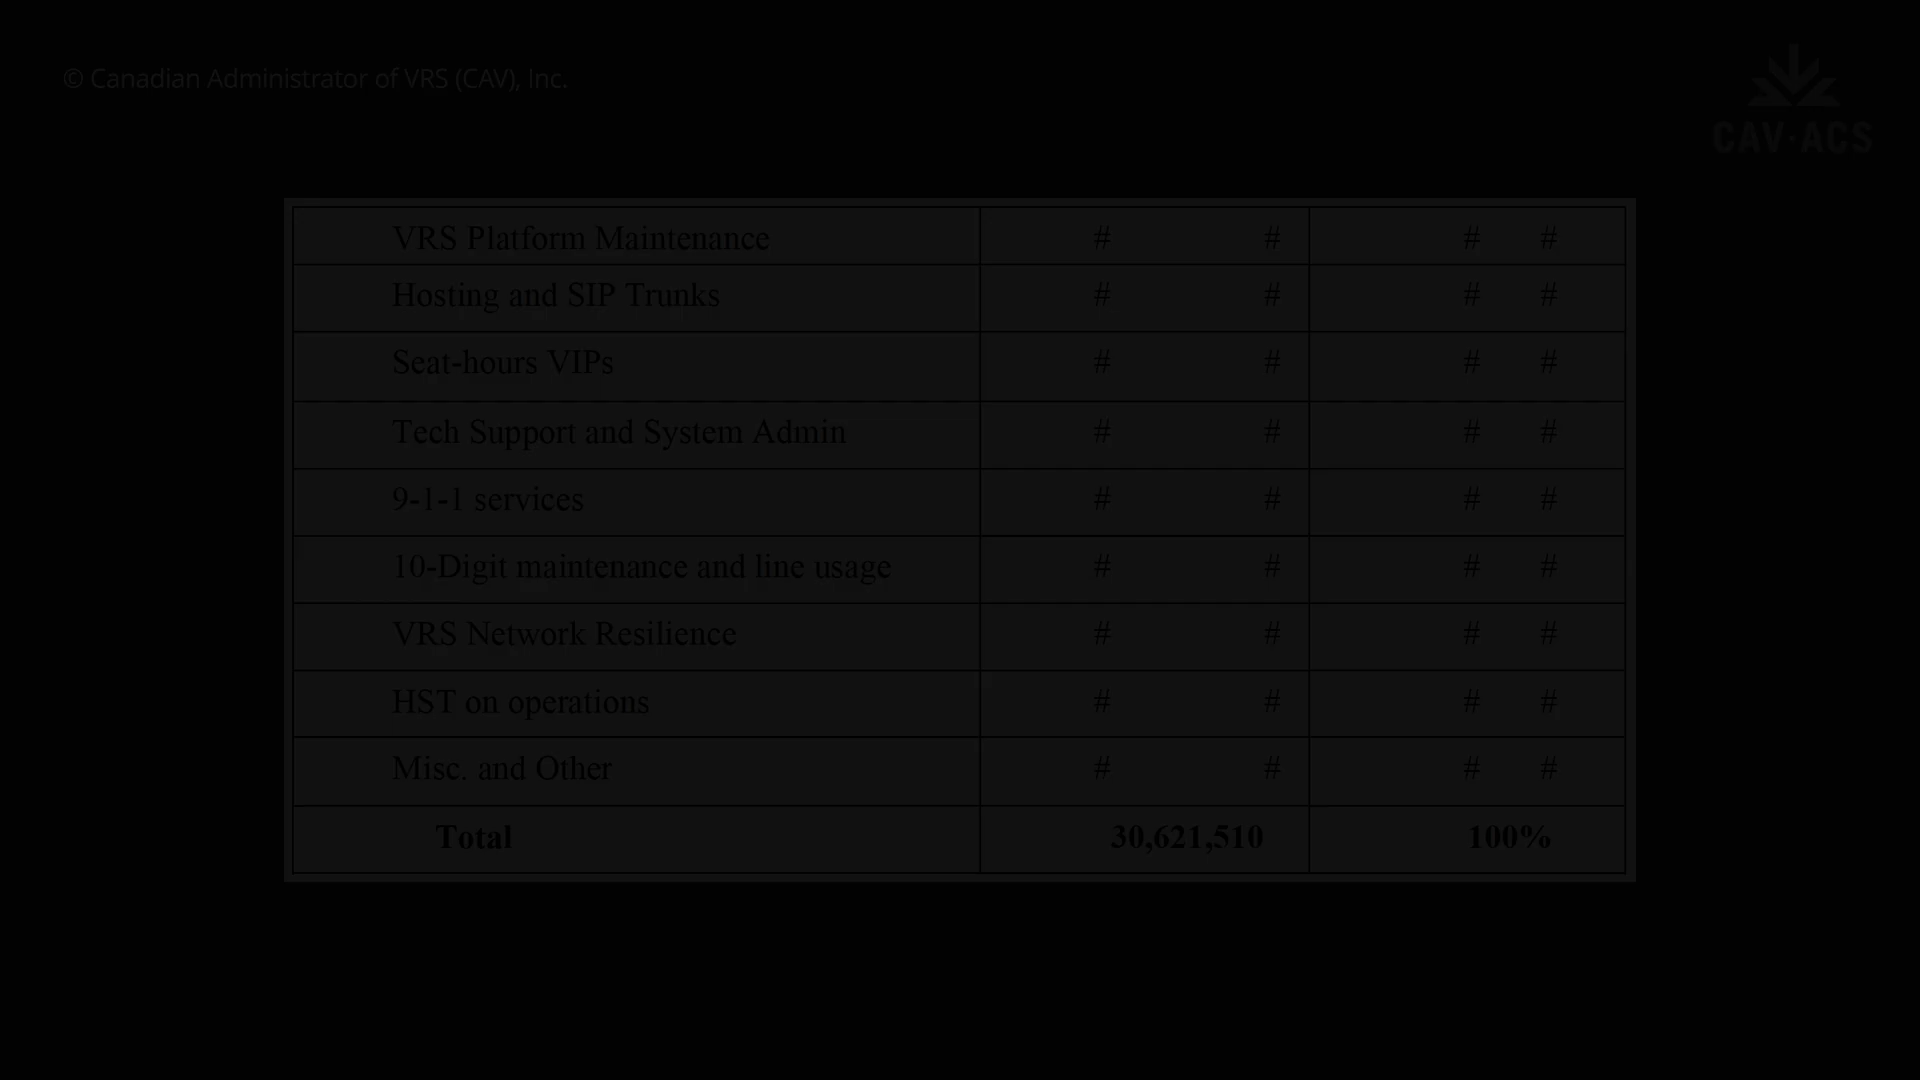 © Canadian Administrator of VRS (CAV), Inc.
CAV·ACS
VRS Platform Maintenance # # # #
Hosting and SIP Trunks # # # #
Seat-hours VIPs # # # #
Tech Support and System Admin # # # #
9-1-1 services # # # #
10-Digit maintenance and line usage # # # #
VRS Network Resilience # # # #
HST on operations # # # #
Misc. and Other # # # #
Total 30,621,510 100%